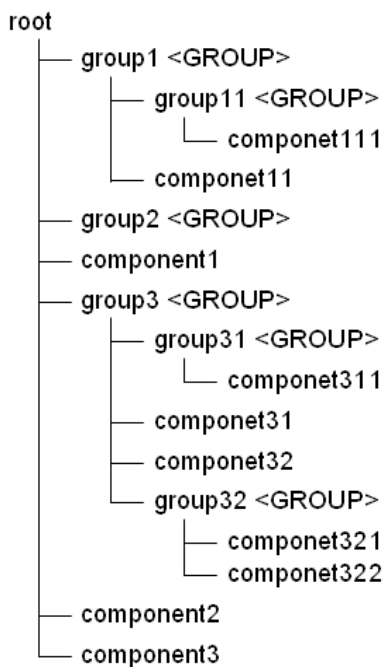 root
group1 <GROUP>
group11 <GROUP>
componet111
componet11
group2 <GROUP>
component1
group3 <GROUP>
group31 <GROUP>
componet311
componet31
componet32
group32 <GROUP>
componet321
componet322
component2
component3